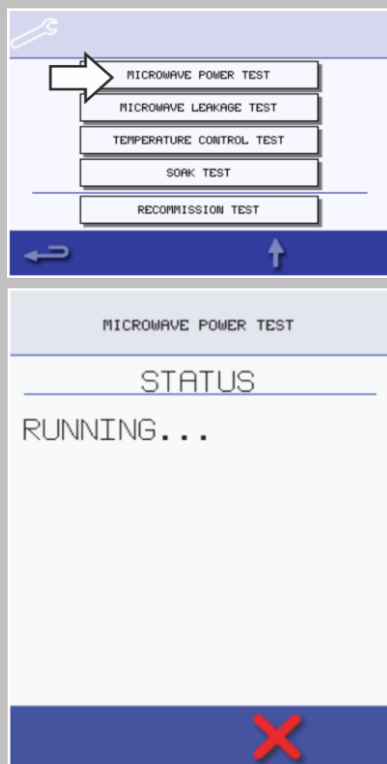 MICROWAVE POWER TEST
MICROWAVE LEAKAGE TEST
TEMPERATURE CONTROL TEST
SOAK TEST
RECOMMISSION TEST
MICROWAVE POWER TEST
STATUS
RUNNING...